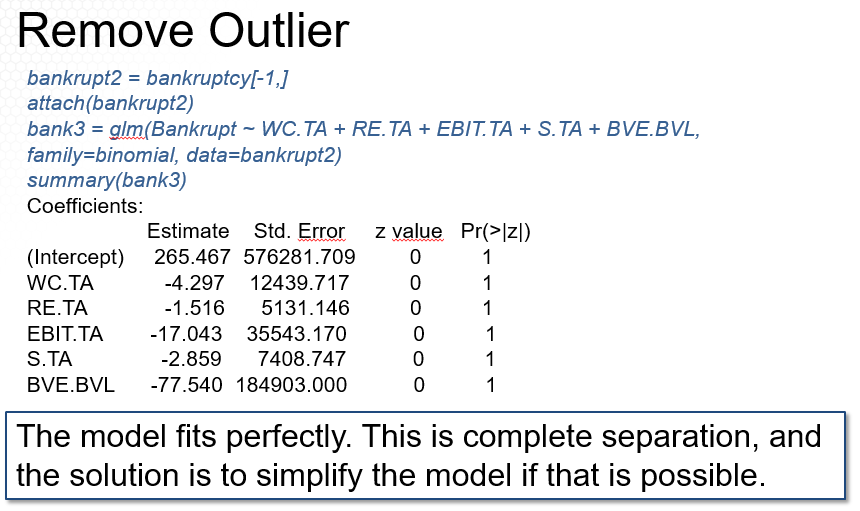 Remove Outlier
bankrupt2 = bankruptcy[-1,]
attach(bankrupt2)
bank3 = glm(Bankrupt ~ WC.TA + RE.TA + EBIT.TA + S.TA + BVE.BVL,
family=binomial, data=bankrupt2)
summary(bank3)
Coefficients:
Estimate Std. Error z value Pr(>|z|)
(Intercept) 265.467 576281.709 0 1
WC.TA -4.297 12439.717 0 1
RE.TA -1.516 5131.146 0 1
EBIT.TA -17.043 35543.170 0 1
S.TA -2.859 7408.747 0 1
BVE.BVL -77.540 184903.000 0 1
The model fits perfectly. This is complete separation, and
the solution is to simplify the model if that is possible.